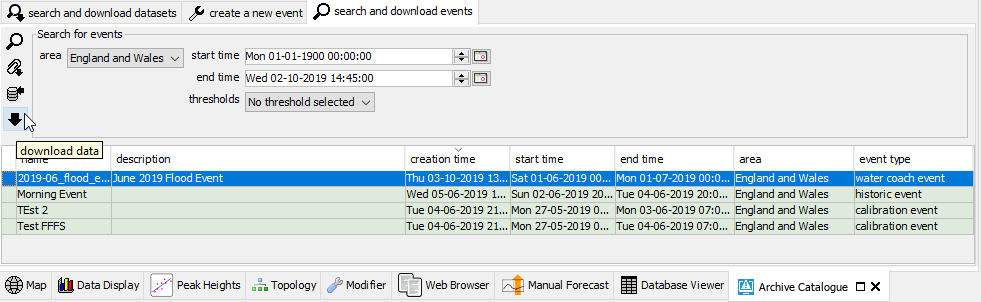 search and download datasets create a new event search and download events
Search for events
area England and Wales start time Mon 01-01-1900 00:00:00
end time Wed 02-10-2019 14:45:00
thresholds No threshold selected
download data
name description creation time start time end time area event type
2019-06_flood_e... June 2019 Flood Event Thu 03-10-2019 13... Sat 01-06-2019 00... Mon 01-07-2019 00:0... England and Wales water coach event
Morning Event Wed 05-06-2019 1... Sun 02-06-2019 20... Tue 04-06-2019 20:0... England and Wales historic event
TEst 2 Tue 04-06-2019 21... Mon 27-05-2019 0... Mon 03-06-2019 07:0... England and Wales calibration event
Test FFFS Tue 04-06-2019 21... Mon 27-05-2019 0... Tue 04-06-2019 07:0... England and Wales calibration event
Map Data Display Peak Heights Topology Modifier Web Browser Manual Forecast Database Viewer Archive Catalogue